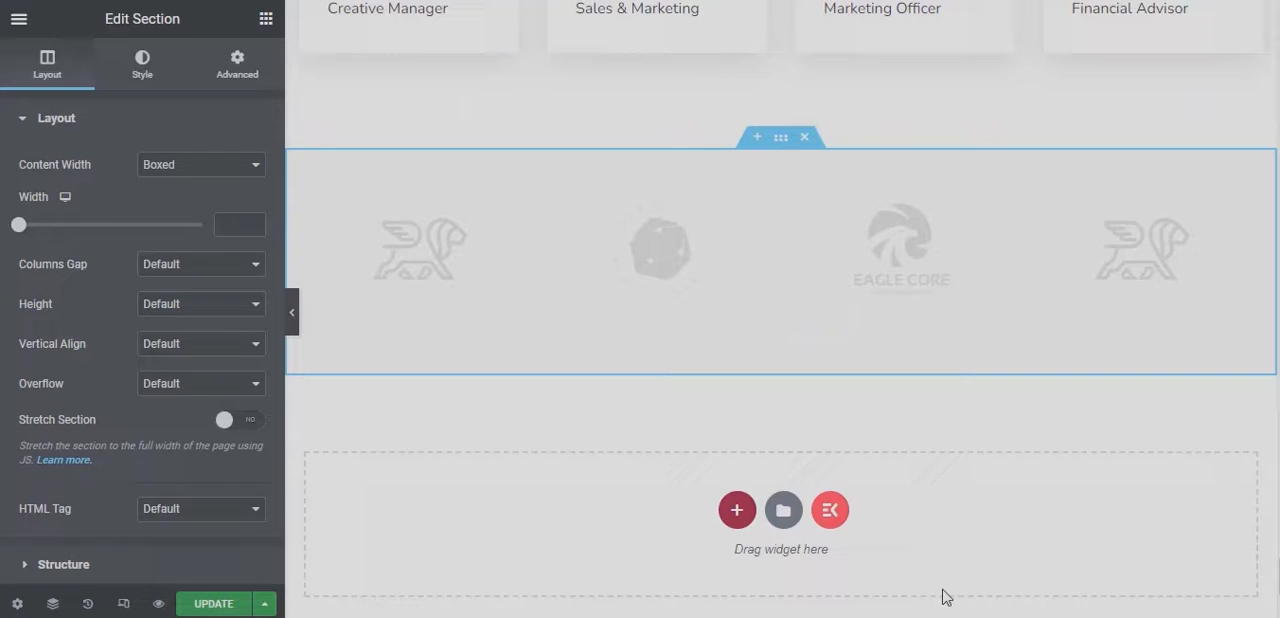 Edit Section
Layout
Style
Advanced
Layout
Content Width
Boxed
Width
Columns Gap
Default
Height
Default
Vertical Align
Default
Overflow
Default
Stretch Section
NO
Stretch the section to the full width of the page using
JS. Learn more.
HTML Tag
Default
Structure
UPDATE
Creative Manager
Sales & Marketing
Marketing Officer
Financial Advisor
EAGLE CORE
Drag widget here